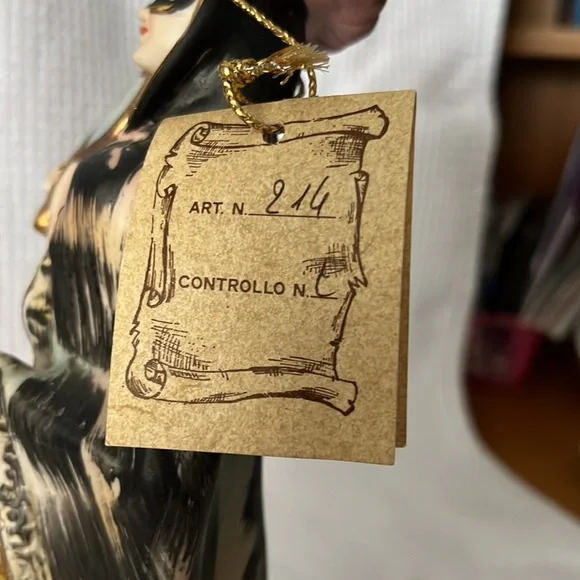 ART. N. 214
CONTROLLO N. C